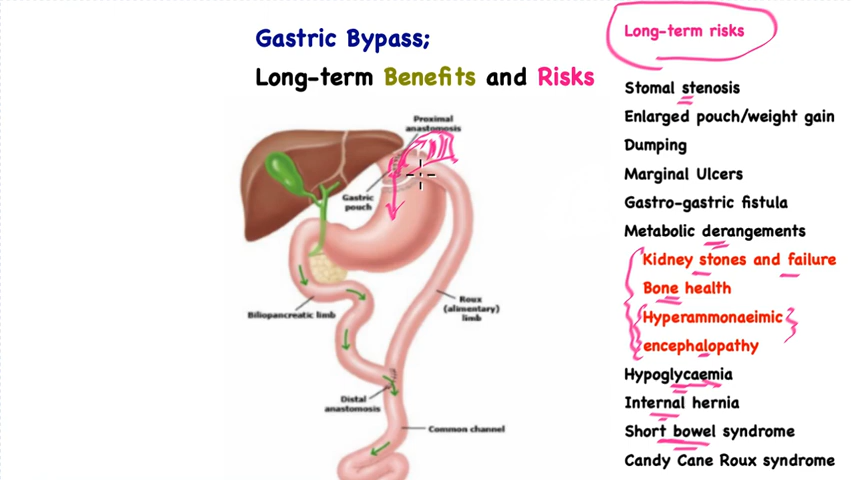 Gastric Bypass;
Long-term Benefits and Risks
Proximal
anastomosis
Gastric
pouch
Biliopancreatic limb
Roux
(alimentary)
limb
Distal
anastomosis
Common channel
Long-term risks
Stomal stenosis
Enlarged pouch/weight gain
Dumping
Marginal Ulcers
Gastro-gastric fistula
Metabolic derangements
Kidney stones and failure
Bone health
Hyperammonaeimic
encephalopathy
Hypoglycaemia
Internal hernia
Short bowel syndrome
Candy Cane Roux syndrome